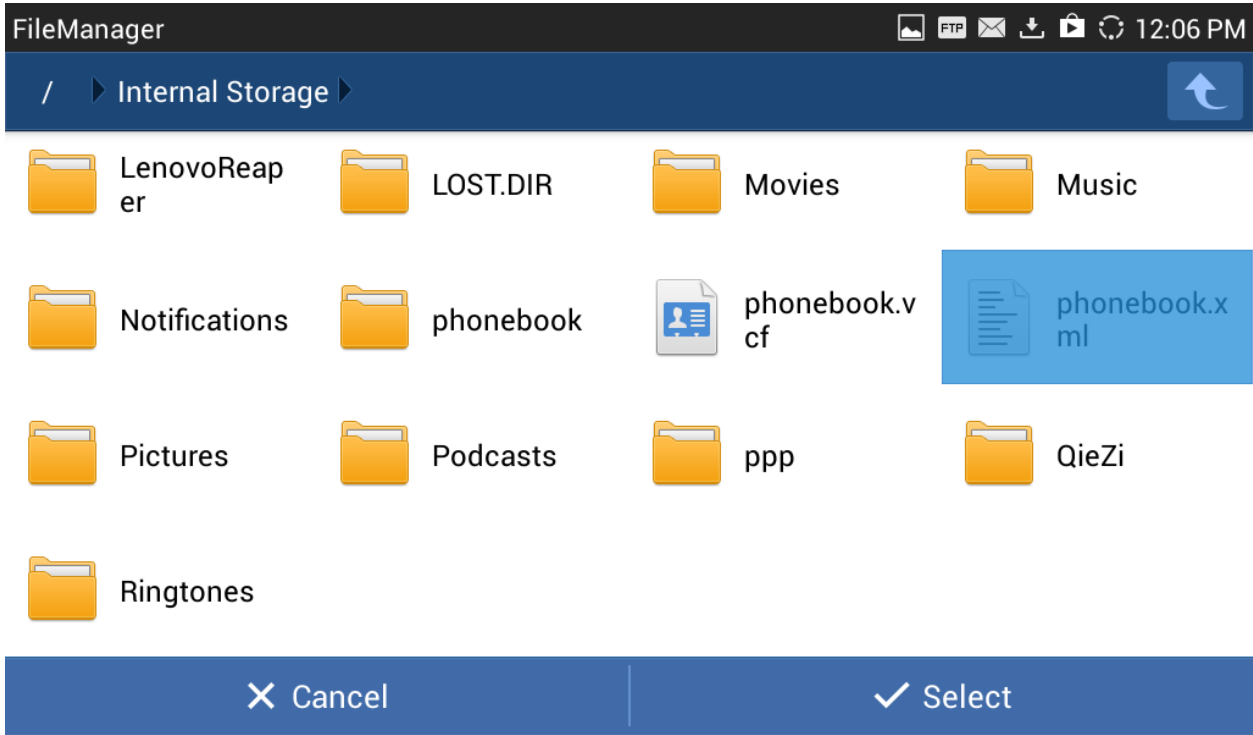 FileManager
FTP
12:06 PM
/
Internal Storage
LenovoReap
er
LOST.DIR
Movies
Music
Notifications
phonebook
phonebook.v
cf
phonebook.x
ml
Pictures
Podcasts
ppp
QieZi
Ringtones
Cancel
Select